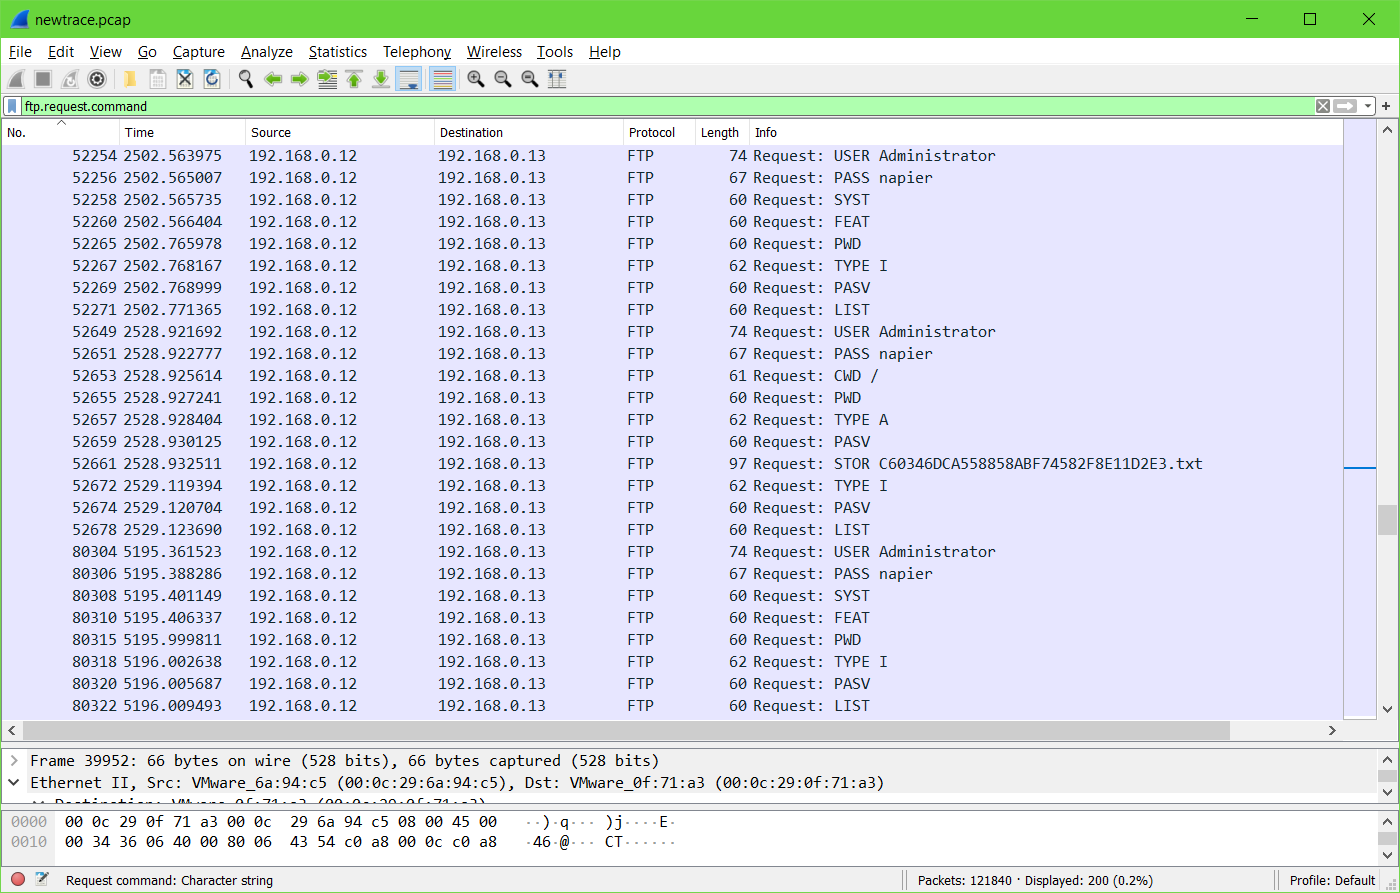 newtrace.pcap
File Edit View Go Capture Analyze Statistics Telephony Wireless Tools Help
ftp.request.command
No. Time Source Destination Protocol Length Info
52254 2502.563975 192.168.0.12 192.168.0.13 FTP 74 Request: USER Administrator
52256 2502.565007 192.168.0.12 192.168.0.13 FTP 67 Request: PASS napier
52258 2502.565735 192.168.0.12 192.168.0.13 FTP 60 Request: SYST
52260 2502.566404 192.168.0.12 192.168.0.13 FTP 60 Request: FEAT
52265 2502.765978 192.168.0.12 192.168.0.13 FTP 60 Request: PWD
52267 2502.768167 192.168.0.12 192.168.0.13 FTP 62 Request: TYPE I
52269 2502.768999 192.168.0.12 192.168.0.13 FTP 60 Request: PASV
52271 2502.771365 192.168.0.12 192.168.0.13 FTP 60 Request: LIST
52649 2528.921692 192.168.0.12 192.168.0.13 FTP 74 Request: USER Administrator
52651 2528.922777 192.168.0.12 192.168.0.13 FTP 67 Request: PASS napier
52653 2528.925614 192.168.0.12 192.168.0.13 FTP 61 Request: CWD /
52655 2528.927241 192.168.0.12 192.168.0.13 FTP 60 Request: PWD
52657 2528.928404 192.168.0.12 192.168.0.13 FTP 62 Request: TYPE A
52659 2528.930125 192.168.0.12 192.168.0.13 FTP 60 Request: PASV
52661 2528.932511 192.168.0.12 192.168.0.13 FTP 97 Request: STOR C60346DCA558858ABF74582F8E11D2E3.txt
52672 2529.119394 192.168.0.12 192.168.0.13 FTP 62 Request: TYPE I
52674 2529.120704 192.168.0.12 192.168.0.13 FTP 60 Request: PASV
52678 2529.123690 192.168.0.12 192.168.0.13 FTP 60 Request: LIST
80304 5195.361523 192.168.0.12 192.168.0.13 FTP 74 Request: USER Administrator
80306 5195.388286 192.168.0.12 192.168.0.13 FTP 67 Request: PASS napier
80308 5195.401149 192.168.0.12 192.168.0.13 FTP 60 Request: SYST
80310 5195.406337 192.168.0.12 192.168.0.13 FTP 60 Request: FEAT
80315 5195.999811 192.168.0.12 192.168.0.13 FTP 60 Request: PWD
80318 5196.002638 192.168.0.12 192.168.0.13 FTP 62 Request: TYPE I
80320 5196.005687 192.168.0.12 192.168.0.13 FTP 60 Request: PASV
80322 5196.009493 192.168.0.12 192.168.0.13 FTP 60 Request: LIST
Frame 39952: 66 bytes on wire (528 bits), 66 bytes captured (528 bits)
Ethernet II, Src: VMware_6a:94:c5 (00:0c:29:6a:94:c5), Dst: VMware_0f:71:a3 (00:0c:29:0f:71:a3)
Destination: VMware_0f:71:a3 (00:0c:29:0f:71:a3)
0000 00 0c 29 0f 71 a3 00 0c 29 6a 94 c5 08 00 45 00 ··)·q··· )j····E·
0010 00 34 36 06 40 00 80 06 43 54 c0 a8 00 0c c0 a8 ·46·@··· CT······
Request command: Character string Packets: 121840 · Displayed: 200 (0.2%) Profile: Default